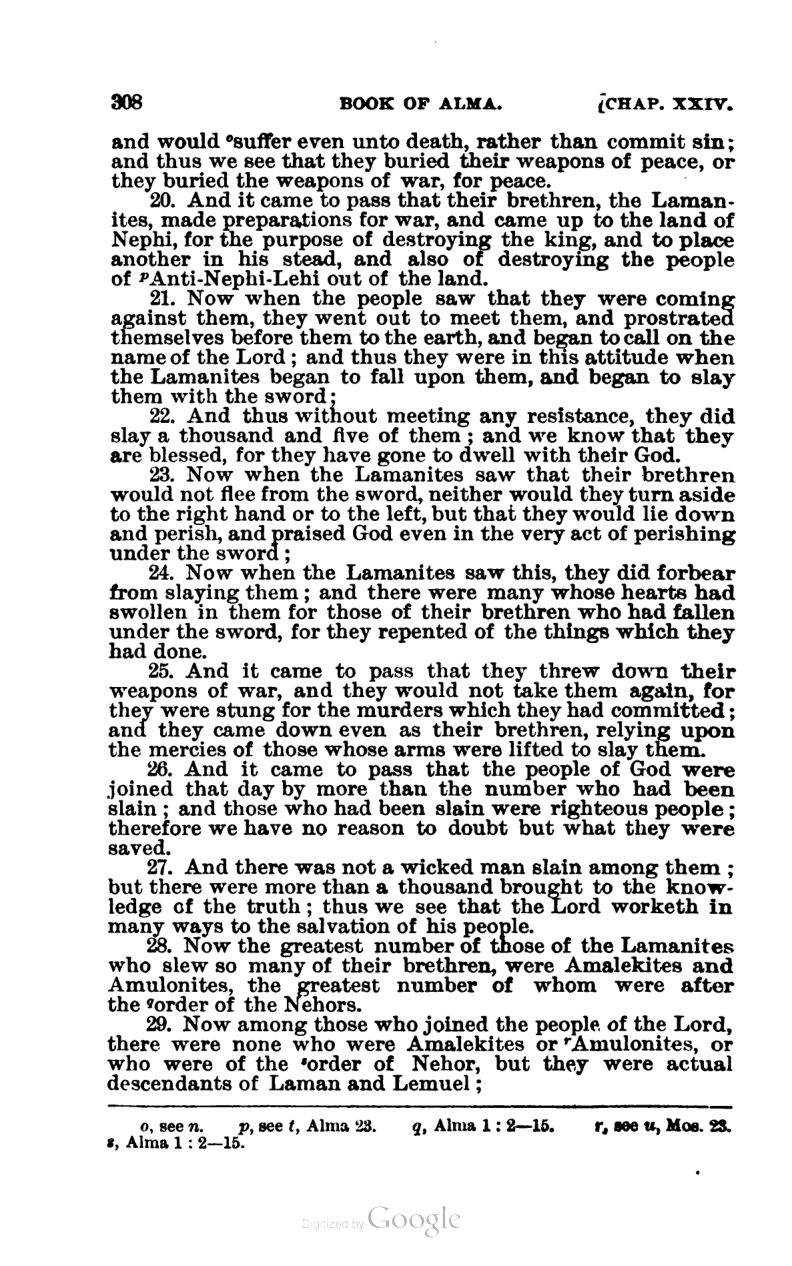 308 BOOK OF ALMA. [CHAP. XXIV.
and would ᵒsuffer even unto death, rather than commit sin;
and thus we see that they buried their weapons of peace, or
they buried the weapons of war, for peace.
20. And it came to pass that their brethren, the Laman-
ites, made preparations for war, and came up to the land of
Nephi, for the purpose of destroying the king, and to place
another in his stead, and also of destroying the people
of ᵖAnti-Nephi-Lehi out of the land.
21. Now when the people saw that they were coming
against them, they went out to meet them, and prostrated
themselves before them to the earth, and began to call on the
name of the Lord; and thus they were in this attitude when
the Lamanites began to fall upon them, and began to slay
them with the sword;
22. And thus without meeting any resistance, they did
slay a thousand and five of them; and we know that they
are blessed, for they have gone to dwell with their God.
23. Now when the Lamanites saw that their brethren
would not flee from the sword, neither would they turn aside
to the right hand or to the left, but that they would lie down
and perish, and praised God even in the very act of perishing
under the sword;
24. Now when the Lamanites saw this, they did forbear
from slaying them; and there were many whose hearts had
swollen in them for those of their brethren who had fallen
under the sword, for they repented of the things which they
had done.
25. And it came to pass that they threw down their
weapons of war, and they would not take them again, for
they were stung for the murders which they had committed;
and they came down even as their brethren, relying upon
the mercies of those whose arms were lifted to slay them.
26. And it came to pass that the people of God were
joined that day by more than the number who had been
slain; and those who had been slain were righteous people;
therefore we have no reason to doubt but what they were
saved.
27. And there was not a wicked man slain among them;
but there were more than a thousand brought to the know-
ledge of the truth; thus we see that the Lord worketh in
many ways to the salvation of his people.
28. Now the greatest number of those of the Lamanites
who slew so many of their brethren, were Amalekites and
Amulonites, the greatest number of whom were after
the qorder of the Nehors.
29. Now among those who joined the people of the Lord,
there were none who were Amalekites or ʳAmulonites, or
who were of the ˢorder of Nehor, but they were actual
descendants of Laman and Lemuel;
o, see n. p, see t, Alma 23. q, Alma 1 : 2—15. r, see u, Mos. 23.
s, Alma 1 : 2—15.
Digitized by Google